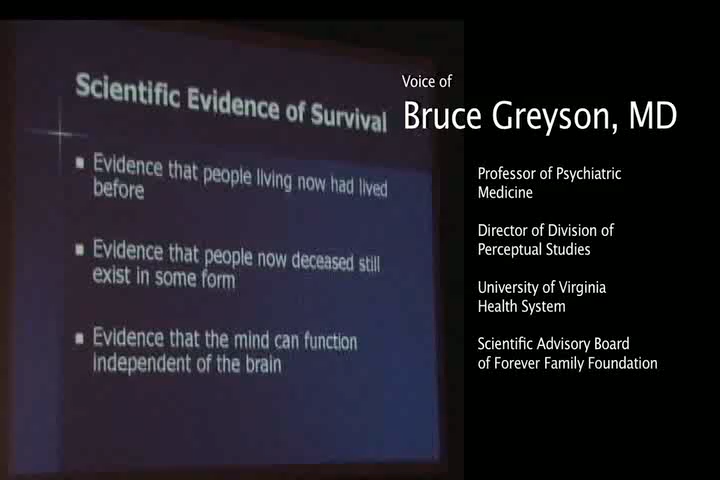 Scientific Evidence of Survival
Evidence that people living now had lived
before
Evidence that people now deceased still
exist in some form
Evidence that the mind can function
independent of the brain
Voice of
Bruce Greyson, MD
Professor of Psychiatric
Medicine
Director of Division of
Perceptual Studies
University of Virginia
Health System
Scientific Advisory Board
of Forever Family Foundation